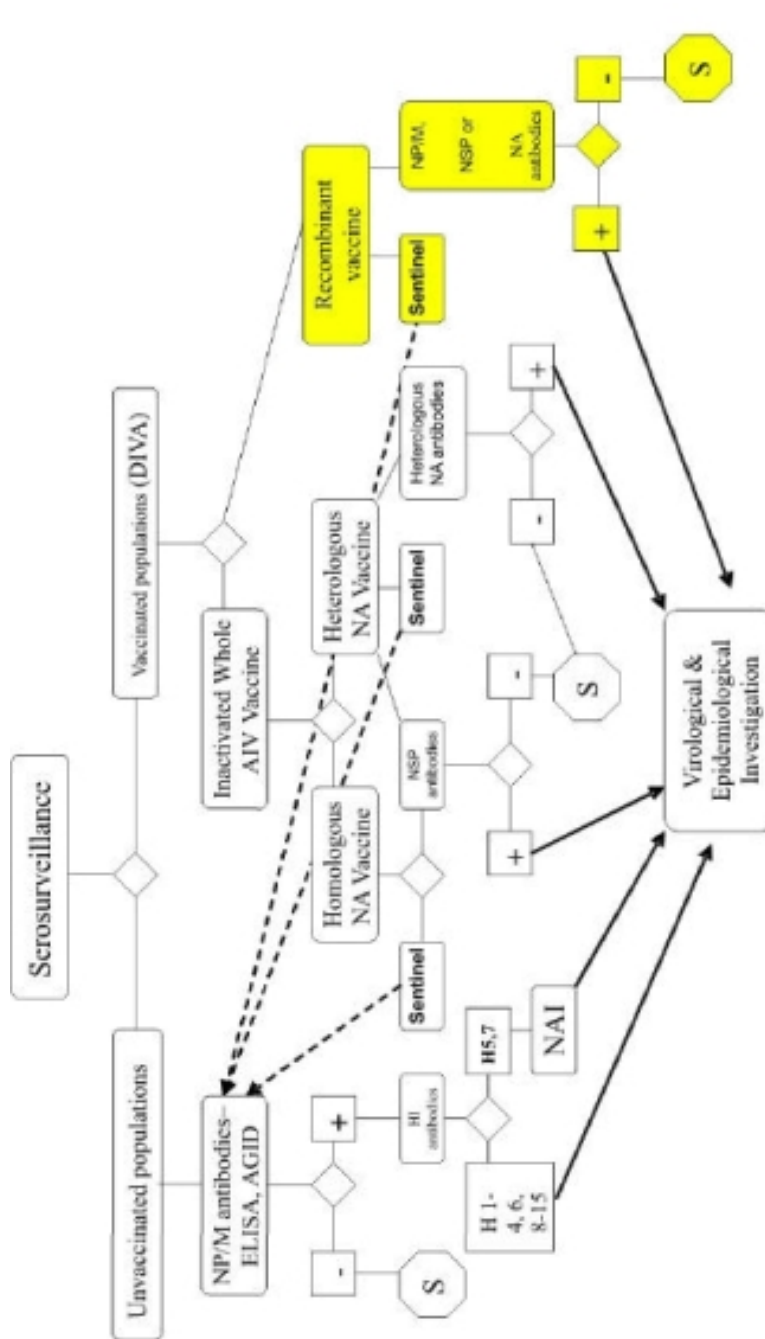 Serosurveillance
Unvaccinated populations
Vaccinated populations (DIVA)
NP/M antibodies–
ELISA, AGID
Inactivated Whole
AIV Vaccine
Recombinant
vaccine
Homologous
NA Vaccine
Heterologous
NA Vaccine
-
+
S
HI
antibodies
Sentinel
NSP
antibodies
Sentinel
Heterologous
NA antibodies
Sentinel
NP/M,
NSP or
NA
antibodies
H 1-
4, 6,
8-15
H5,7
NAI
+
-
S
-
+
+
-
S
Virological &
Epidemiological
Investigation